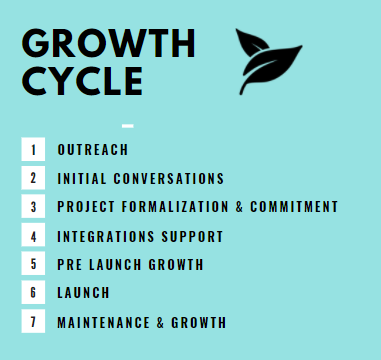 GROWTH
CYCLE
1 OUTREACH
2 INITIAL CONVERSATIONS
3 PROJECT FORMALIZATION & COMMITMENT
4 INTEGRATIONS SUPPORT
5 PRE LAUNCH GROWTH
6 LAUNCH
7 MAINTENANCE & GROWTH